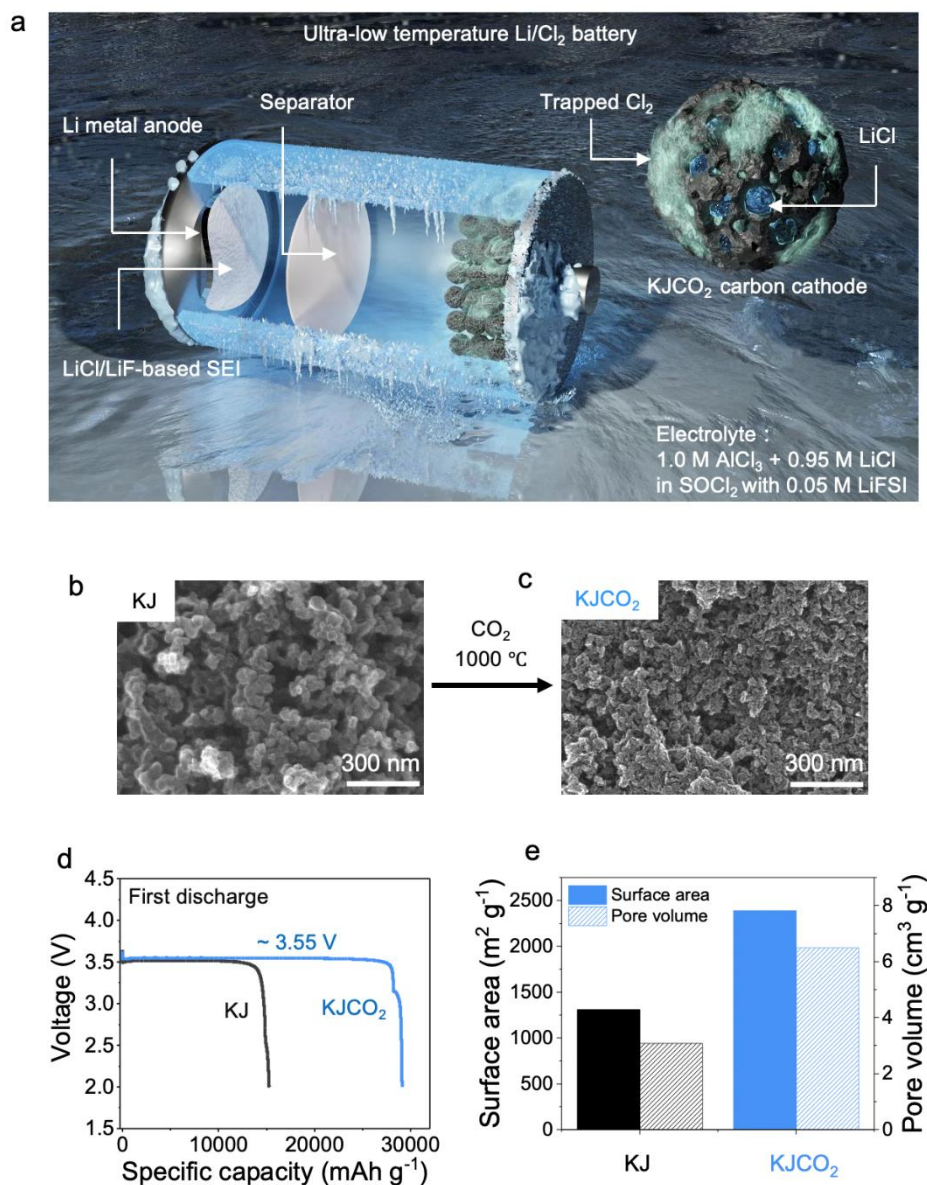 a
Ultra-low temperature Li/Cl₂ battery
Separator
Li metal anode
Trapped Cl₂
LiCl
KJCO₂ carbon cathode
LiCl/LiF-based SEI
Electrolyte :
1.0 M AlCl₃ + 0.95 M LiCl
in SOCl₂ with 0.05 M LiFSI
b
KJ
300 nm
CO₂
1000 ℃
c
KJCO₂
300 nm
d
First discharge
~ 3.55 V
KJ
KJCO₂
Voltage (V)
4.5
4.0
3.5
3.0
2.5
2.0
1.5
0 10000 20000 30000
Specific capacity (mAh g⁻¹)
e
Surface area
Pore volume
Surface area (m² g⁻¹)
2500
2000
1500
1000
500
0
Pore volume (cm³ g⁻¹)
8
6
4
2
0
KJ
KJCO₂